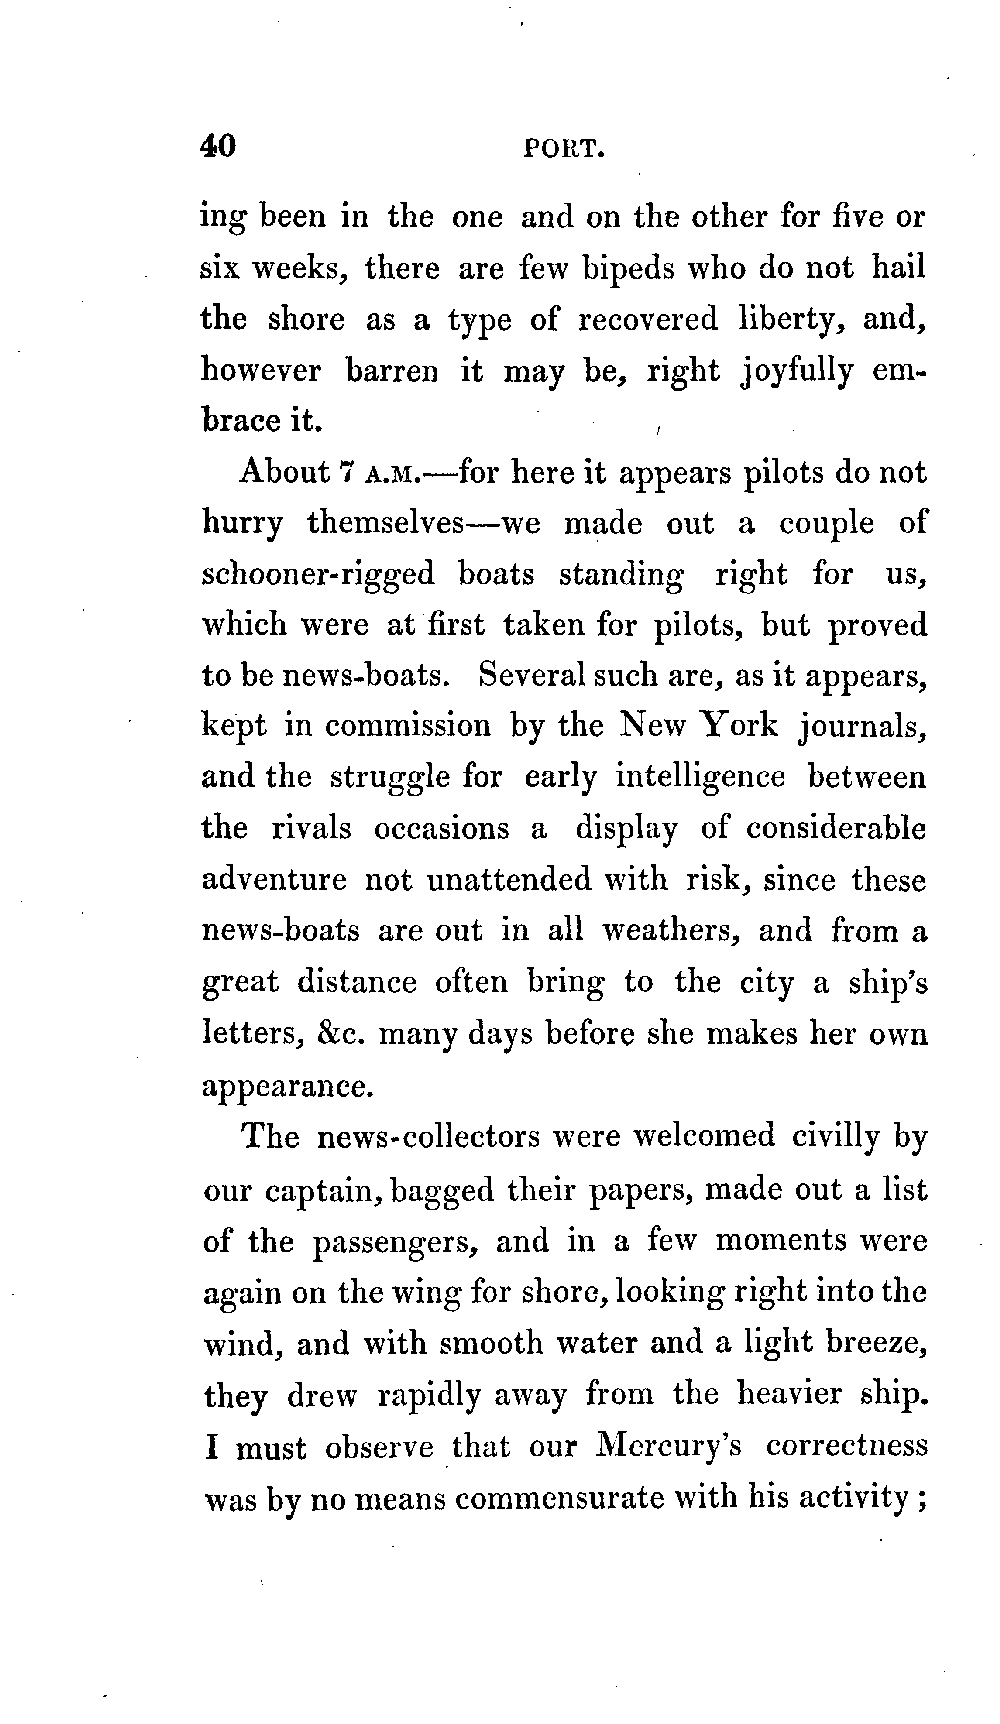 40 PORT.
ing been in the one and on the other for five or
six weeks, there are few bipeds who do not hail
the shore as a type of recovered liberty, and,
however barren it may be, right joyfully em-
brace it.
About 7 A.M.—for here it appears pilots do not
hurry themselves—we made out a couple of
schooner-rigged boats standing right for us,
which were at first taken for pilots, but proved
to be news-boats. Several such are, as it appears,
kept in commission by the New York journals,
and the struggle for early intelligence between
the rivals occasions a display of considerable
adventure not unattended with risk, since these
news-boats are out in all weathers, and from a
great distance often bring to the city a ship's
letters, &c. many days before she makes her own
appearance.
The news-collectors were welcomed civilly by
our captain, bagged their papers, made out a list
of the passengers, and in a few moments were
again on the wing for shore, looking right into the
wind, and with smooth water and a light breeze,
they drew rapidly away from the heavier ship.
I must observe that our Mercury's correctness
was by no means commensurate with his activity ;